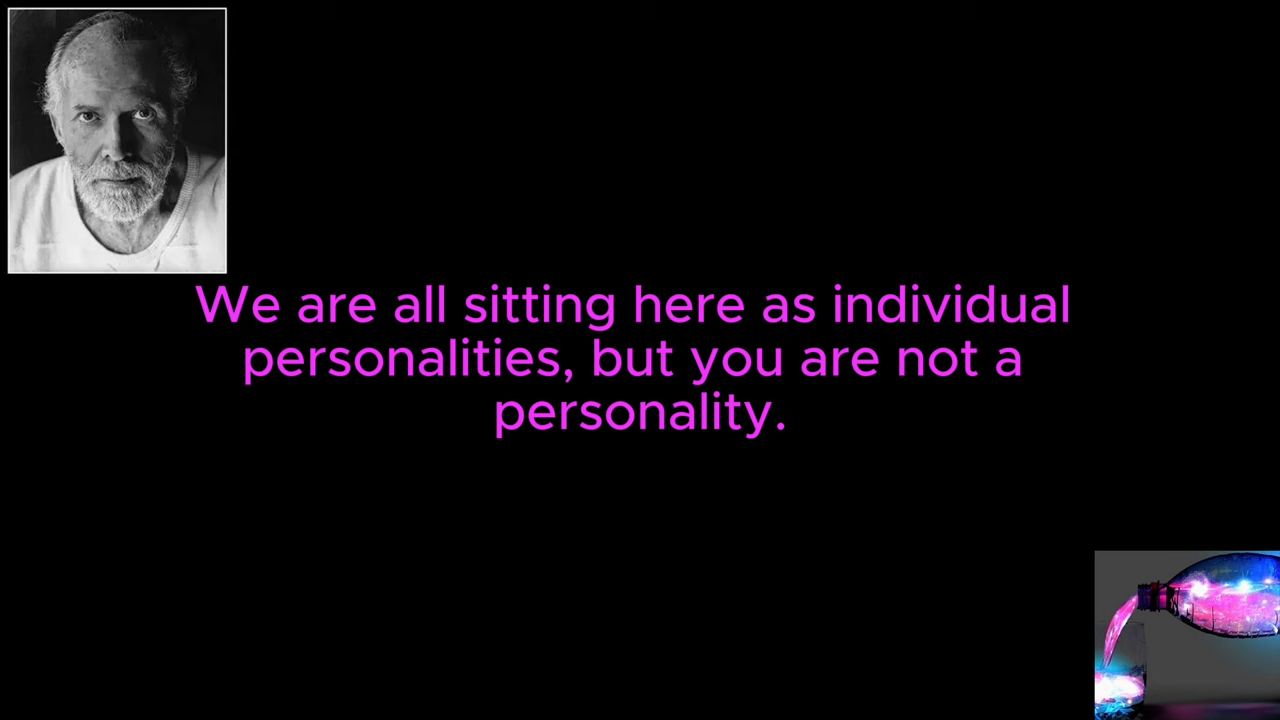 We are all sitting here as individual
personalities, but you are not a
personality.